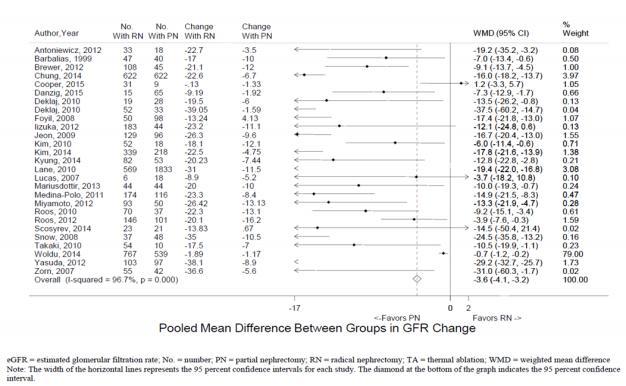 Author,Year No. With RN No. With PN Change With RN Change With PN WMD (95% CI) % Weight
Antoniewicz, 2012 33 18 -22.7 -3.5 -19.2 (-35.2, -3.2) 0.08
Barbalias, 1999 47 40 -17 -10 -7.0 (-13.4, -0.6) 0.50
Brewer, 2012 108 45 -21.1 -12 -9.1 (-13.7, -4.5) 1.00
Chung, 2014 622 622 -22.6 -6.7 -16.0 (-18.2, -13.7) 3.97
Cooper, 2015 31 9 -.13 -1.33 1.2 (-3.3, 5.7) 1.05
Danzig, 2015 65 15 -9.19 -1.92 -7.3 (-12.9, -1.7) 0.66
Deklaj, 2010 19 28 -19.5 -6 -13.5 (-26.2, -0.8) 0.13
Deklaj, 2010 52 33 -39.05 -1.59 -37.5 (-60.2, -14.7) 0.04
Foyil, 2008 50 98 -13.24 4.13 -17.4 (-21.8, -13.0) 1.07
Iizuka, 2012 183 44 -23.2 -11.1 -12.1 (-24.8, 0.6) 0.13
Jeon, 2009 129 96 -26.3 -9.6 -16.7 (-20.4, -13.0) 1.55
Kim, 2010 52 18 -18.1 -12.1 -6.0 (-11.4, -0.6) 0.71
Kim, 2014 339 218 -22.5 -4.75 -17.8 (-21.6, -13.9) 1.38
Kyung, 2014 82 53 -20.23 -7.44 -12.8 (-22.8, -2.8) 0.21
Lane, 2010 569 1833 -31 -11.5 -19.4 (-22.0, -16.8) 3.08
Lucas, 2007 6 18 -8.9 -5.2 -3.7 (-18.2, 10.8) 0.10
Mariusdottir, 2013 44 44 -20 -10 -10.0 (-19.3, -0.7) 0.24
Medina-Polo, 2011 174 116 -23.3 -8.4 -14.9 (-21.5, -8.3) 0.47
Miyamoto, 2012 93 50 -26.42 -13.13 -13.3 (-21.9, -4.7) 0.28
Roos, 2010 70 37 -22.3 -13.1 -9.2 (-15.1, -3.4) 0.61
Roos, 2012 146 101 -20.1 -16.2 -3.9 (-7.6, -0.3) 1.59
Scosyrev, 2014 23 21 -13.83 .67 -14.5 (-50.4, 21.4) 0.02
Snow, 2008 37 48 -35 -10.5 -24.5 (-35.8, -13.2) 0.16
Takaki, 2010 54 10 -17.5 -7 -10.5 (-19.9, -1.1) 0.23
Woldu, 2014 767 539 -1.89 -1.17 -0.7 (-1.2, -0.2) 79.00
Yasuda, 2012 103 97 -38.1 -8.9 -29.2 (-32.7, -25.7) 1.73
Zorn, 2007 55 42 -36.6 -5.6 -31.0 (-60.3, -1.7) 0.02
Overall (I-squared = 96.7%, p = 0.000) -3.6 (-4.1, -3.2) 100.00
-17 0 2
<-Favors PN Favors RN ->
Pooled Mean Difference Between Groups in GFR Change
eGFR = estimated glomerular filtration rate; No. = number; PN = partial nephrectomy; RN = radical nephrectomy; TA = thermal ablation; WMD = weighted mean difference
Note: The width of the horizontal lines represents the 95 percent confidence intervals for each study. The diamond at the bottom of the graph indicates the 95 percent confidence
interval.